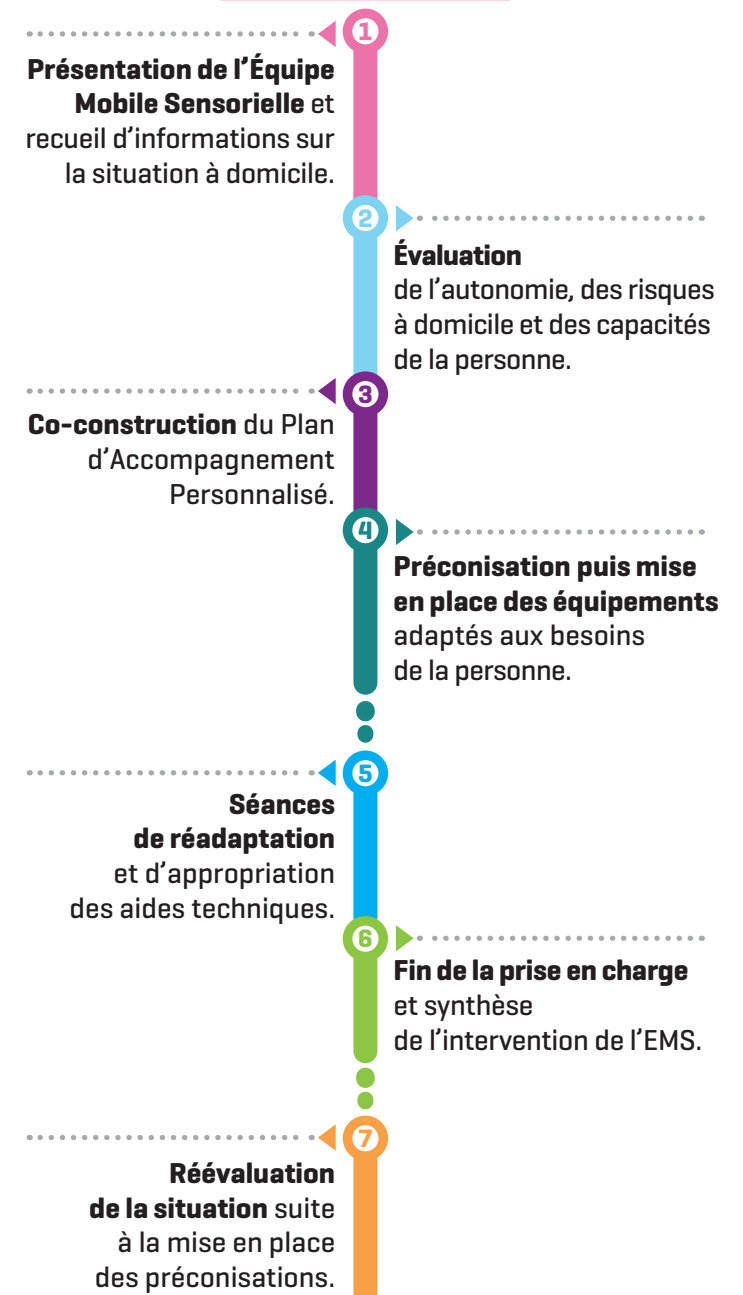 1
Présentation de l’Équipe
Mobile Sensorielle et
recueil d’informations sur
la situation à domicile.
2
Évaluation
de l’autonomie, des risques
à domicile et des capacités
de la personne.
3
Co-construction du Plan
d’Accompagnement
Personnalisé.
4
Préconisation puis mise
en place des équipements
adaptés aux besoins
de la personne.
5
Séances
de réadaptation
et d’appropriation
des aides techniques.
6
Fin de la prise en charge
et synthèse
de l’intervention de l’EMS.
7
Réévaluation
de la situation suite
à la mise en place
des préconisations.